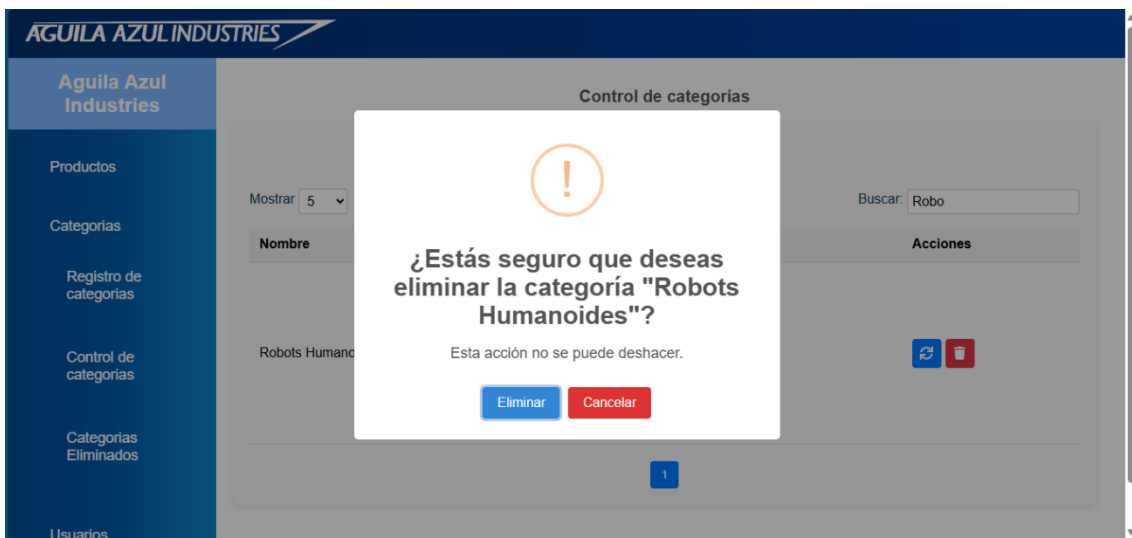 AGUILA AZUL INDUSTRIES
Aguila Azul
Industries
Productos
Categorias
Registro de
categorias
Control de
categorias
Categorias
Eliminados
Usuarios
Control de categorías
Mostrar 5
Buscar: Robo
Nombre
Acciones
Robots Humano
1
!
¿Estás seguro que deseas
eliminar la categoría "Robots
Humanoides"?
Esta acción no se puede deshacer.
Eliminar
Cancelar